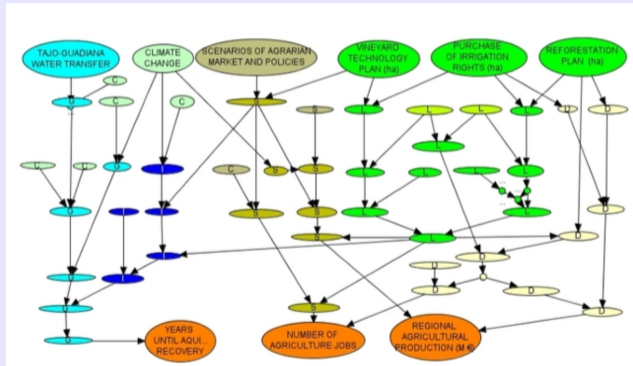 TAJO-GUADIANA
WATER TRANSFER
CLIMATE
CHANGE
SCENARIOS OF AGRARIAN
MARKET AND POLICIES
VINEYARD
TECHNOLOGY
PLAN (ha)
PURCHASE
OF IRRIGATION
RIGHTS (ha)
REFORESTATION
PLAN (ha)
C
C
C
S
S
L
L
L
L
D
D
C
C
I
S
S
C
L
L
L
L
L
I
I
S
S
L
L
D
I
S
L
D
D
I
D
D
D
S
D
YEARS
UNTIL AQUI...
RECOVERY
NUMBER OF
AGRICULTURE JOBS
REGIONAL
AGRICULTURAL
PRODUCTION (M €)